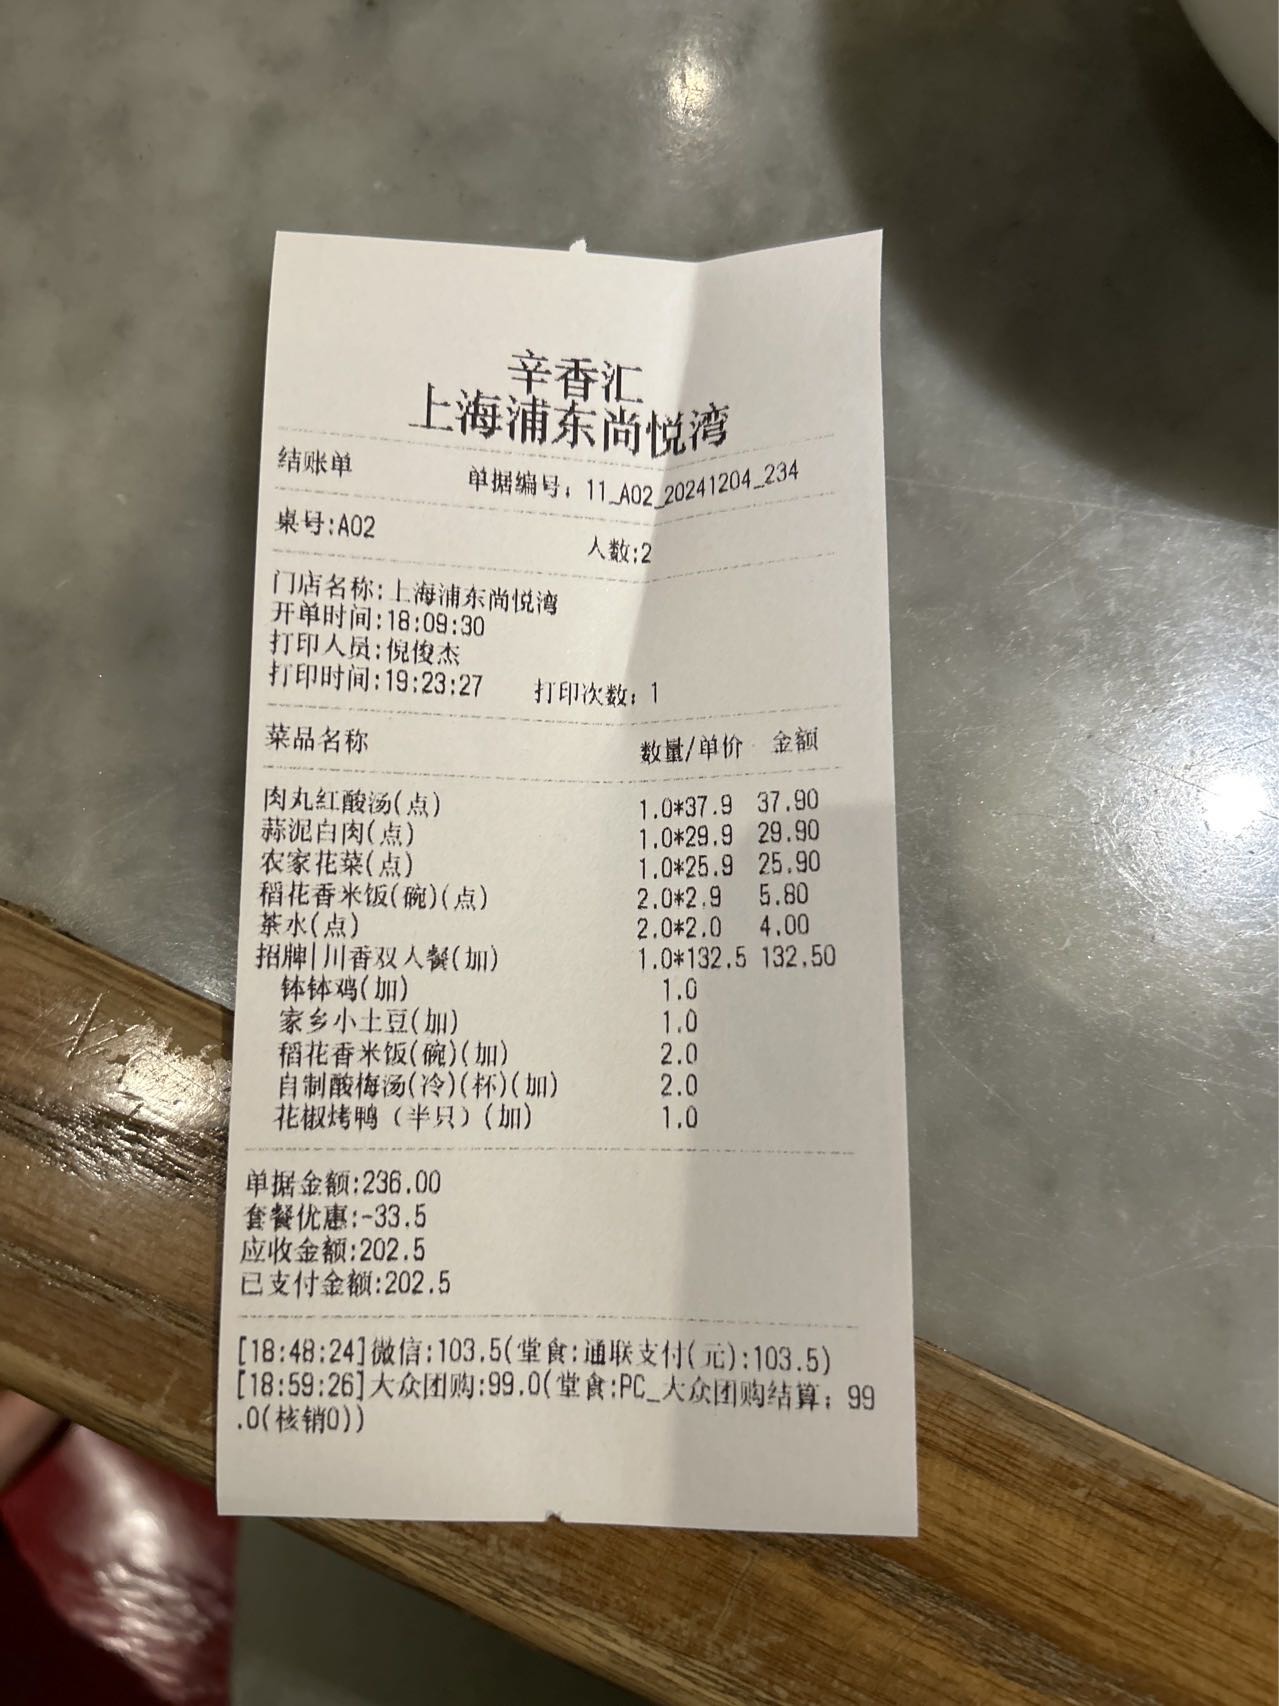 辛香汇
上海浦东尚悦湾
结账单 单据编号: 11_A02_20241204_234
桌号:A02 人数:2
门店名称:上海浦东尚悦湾
开单时间:18:09:30
打印人员:倪俊杰
打印时间:19:23:27 打印次数: 1
菜品名称 数量/单价 金额
肉丸红酸汤(点) 1.0*37.9 37.90
蒜泥白肉(点) 1.0*29.9 29.90
农家花菜(点) 1.0*25.9 25.90
稻花香米饭(碗)(点) 2.0*2.9 5.80
茶水(点) 2.0*2.0 4.00
招牌|川香双人餐(加) 1.0*132.5 132.50
钵钵鸡(加) 1.0
家乡小土豆(加) 1.0
稻花香米饭(碗)(加) 2.0
自制酸梅汤(冷)(杯)(加) 2.0
花椒烤鸭（半只）(加) 1.0
单据金额:236.00
套餐优惠:-33.5
应收金额:202.5
已支付金额:202.5
[18:48:24]微信:103.5(堂食:通联支付(元):103.5)
[18:59:26]大众团购:99.0(堂食:PC_大众团购结算: 99
.0(核销0))